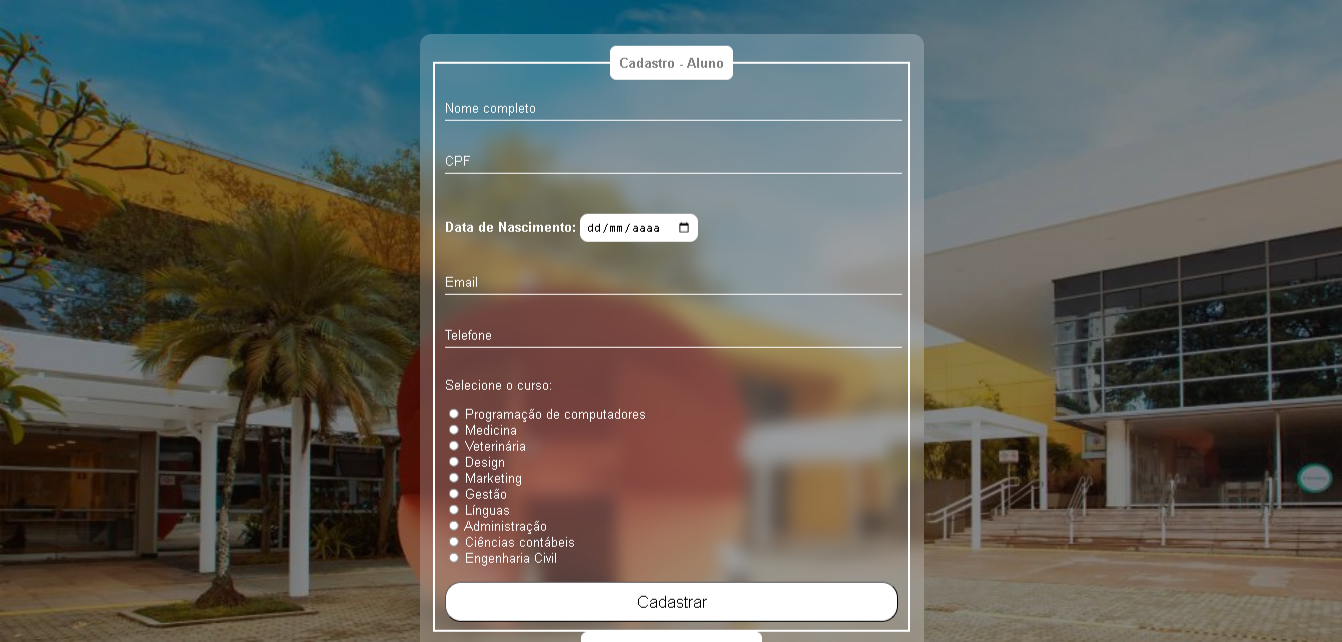 Cadastro - Aluno
Nome completo
CPF
Data de Nascimento: dd/mm/aaaa
Email
Telefone
Selecione o curso:
Programação de computadores
Medicina
Veterinária
Design
Marketing
Gestão
Línguas
Administração
Ciências contábeis
Engenharia Civil
Cadastrar